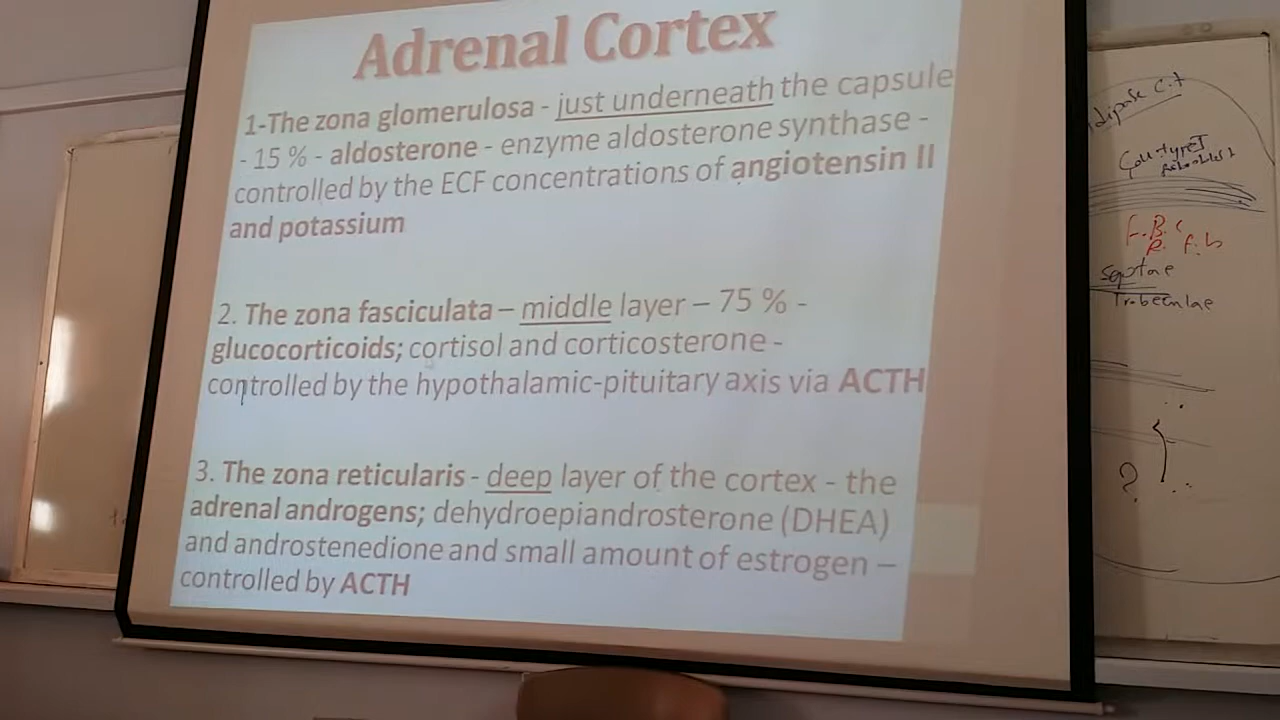 Adrenal Cortex
1-The zona glomerulosa - just underneath the capsule
- 15 % - aldosterone - enzyme aldosterone synthase -
controlled by the ECF concentrations of angiotensin II
and potassium
2. The zona fasciculata – middle layer – 75 % -
glucocorticoids; cortisol and corticosterone -
controlled by the hypothalamic-pituitary axis via ACTH
3. The zona reticularis - deep layer of the cortex - the
adrenal androgens; dehydroepiandrosterone (DHEA)
and androstenedione and small amount of estrogen –
controlled by ACTH
dipose C.t
type I
Septae
Trabeculae
?